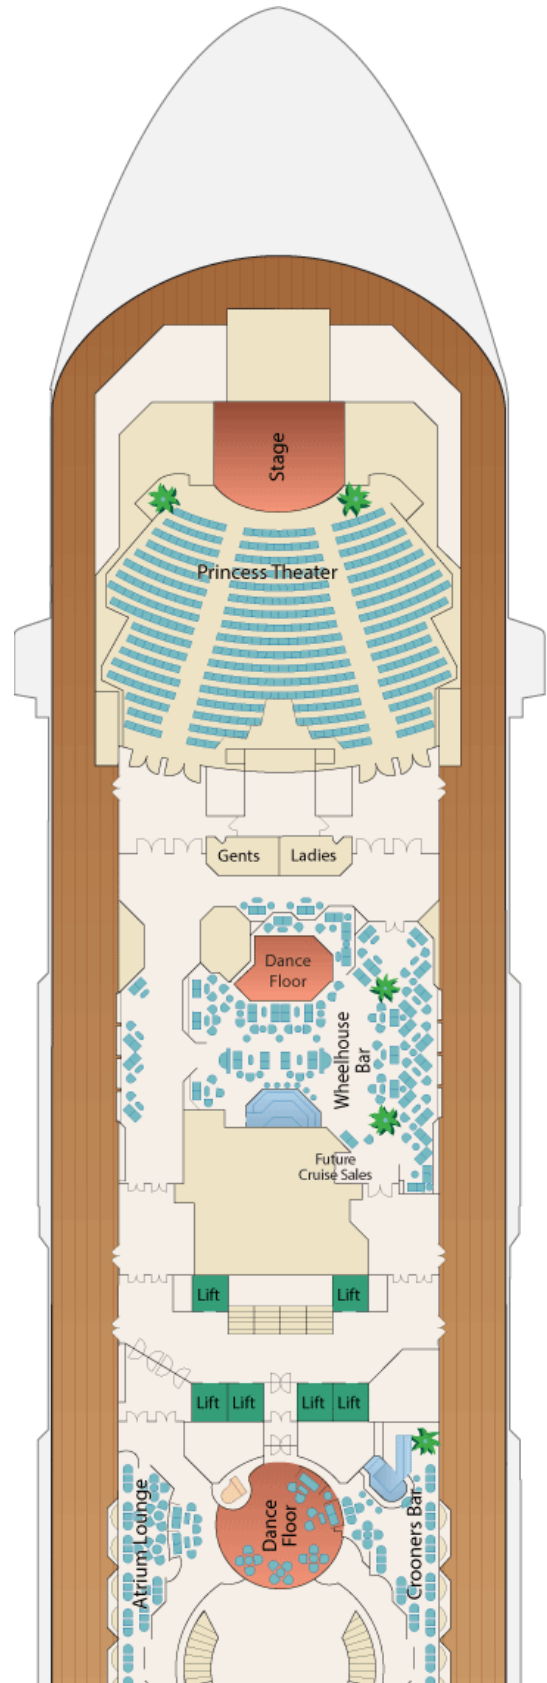 Stage
Princess Theater
Gents
Ladies
Dance
Floor
Wheelhouse
Bar
Future
Cruise Sales
Lift
Lift
Lift
Lift
Lift
Lift
Atrium Lounge
Dance
Floor
Crooners Bar